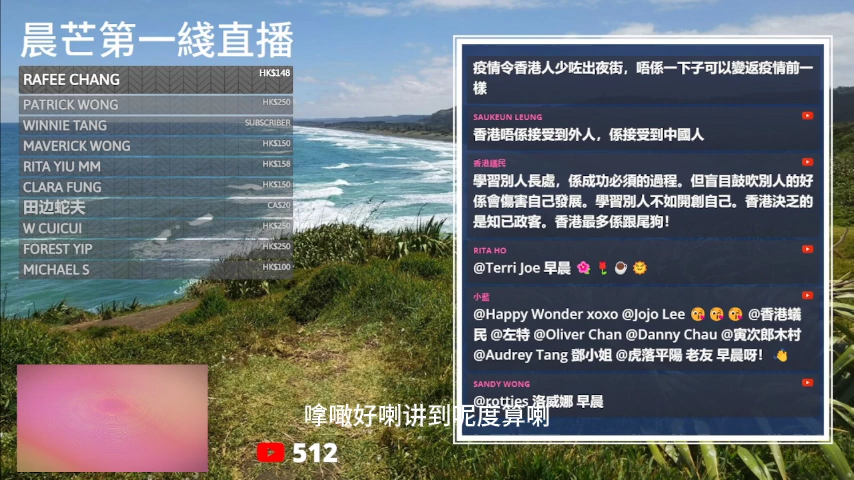 晨芒第一綫直播
RAFEE CHANG HK$148
PATRICK WONG HK$250
WINNIE TANG SUBSCRIBER
MAVERICK WONG HK$150
RITA YIU MM HK$158
CLARA FUNG HK$150
田边蛇夫 CA$20
W CUICUI HK$250
FOREST YIP HK$250
MICHAEL S HK$100
疫情令香港人少咗出夜街，唔係一下子可以變返疫情前一
樣
SAUKEUN LEUNG
香港唔係接受到外人，係接受到中國人
香港蟻民
學習別人長處，係成功必須的過程。但盲目鼓吹別人的好
係會傷害自己發展。學習別人不如開創自己。香港決乏的
是知已政客。香港最多係跟尾狗！
RITA HO
@Terri Joe 早晨 🌺 🌷 ☕ 🌞
小藍
@Happy Wonder xoxo @Jojo Lee 😘 😘 😘 @香港蟻
民 @左特 @Oliver Chan @Danny Chau @寅次郎木村
@Audrey Tang 鄧小姐 @虎落平陽 老友 早晨呀！ 👋
SANDY WONG
@rotties 洛威娜 早晨
嗱噉好喇讲到呢度算喇
512